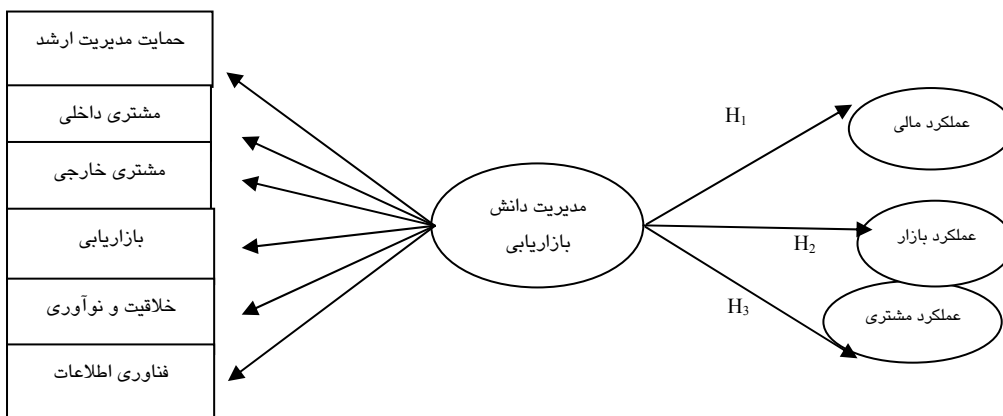 حمایت مدیریت ارشد
مشتری داخلی
مشتری خارجی
بازاریابی
خلاقیت و نوآوری
فناوری اطلاعات
مدیریت دانش
بازاریابی
H₁
H₂
H₃
عملکرد مالی
عملکرد بازار
عملکرد مشتری